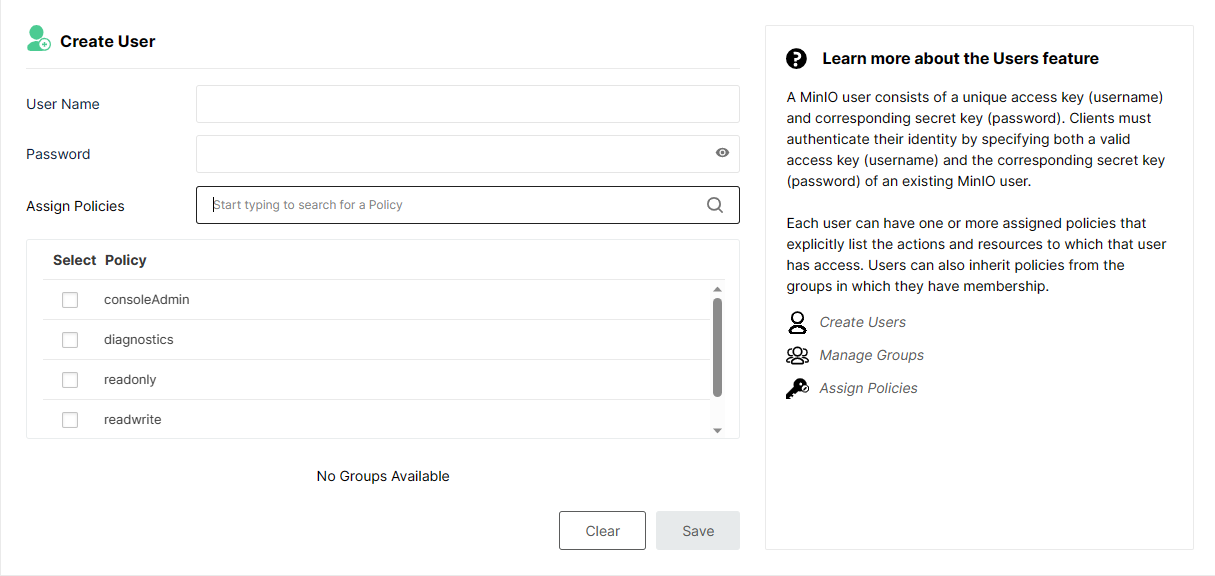 Create User
User Name
Password
Assign Policies
Start typing to search for a Policy
Select Policy
consoleAdmin
diagnostics
readonly
readwrite
No Groups Available
Clear
Save
Learn more about the Users feature
A MinIO user consists of a unique access key (username)
and corresponding secret key (password). Clients must
authenticate their identity by specifying both a valid
access key (username) and the corresponding secret key
(password) of an existing MinIO user.
Each user can have one or more assigned policies that
explicitly list the actions and resources to which that user
has access. Users can also inherit policies from the
groups in which they have membership.
Create Users
Manage Groups
Assign Policies